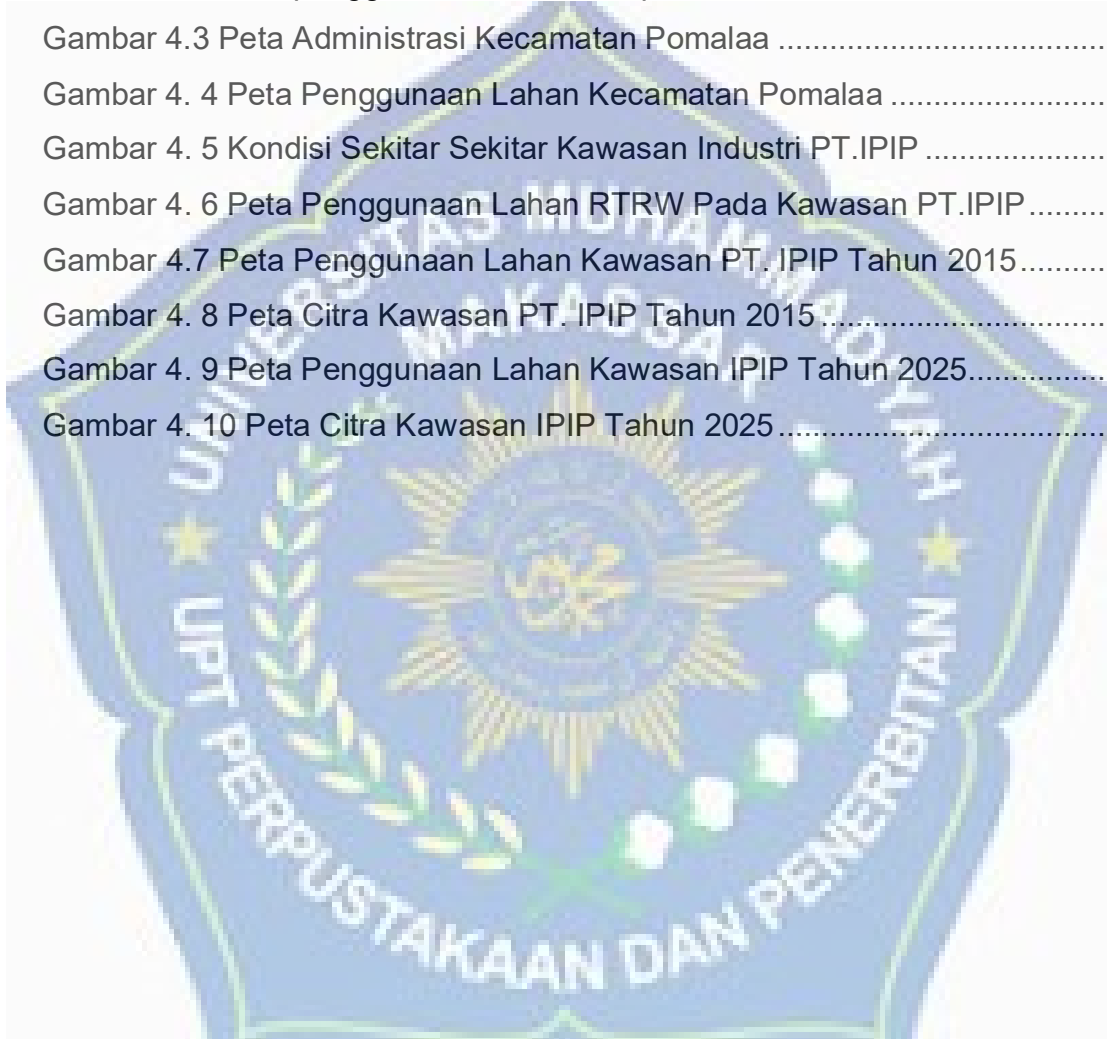 Gambar 4.3 Peta Administrasi Kecamatan Pomalaa ....................................
Gambar 4. 4 Peta Penggunaan Lahan Kecamatan Pomalaa ........................
Gambar 4. 5 Kondisi Sekitar Sekitar Kawasan Industri PT.IPIP ....................
Gambar 4. 6 Peta Penggunaan Lahan RTRW Pada Kawasan PT.IPIP .........
Gambar 4.7 Peta Penggunaan Lahan Kawasan PT. IPIP Tahun 2015 ..........
Gambar 4. 8 Peta Citra Kawasan PT. IPIP Tahun 2015 ................................
Gambar 4. 9 Peta Penggunaan Lahan Kawasan IPIP Tahun 2025................
Gambar 4. 10 Peta Citra Kawasan IPIP Tahun 2025 .....................................
UNIVERSITAS MUHAMMADIYAH
MAKASSAR
UPT PERPUSTAKAAN DAN PENERBITAN